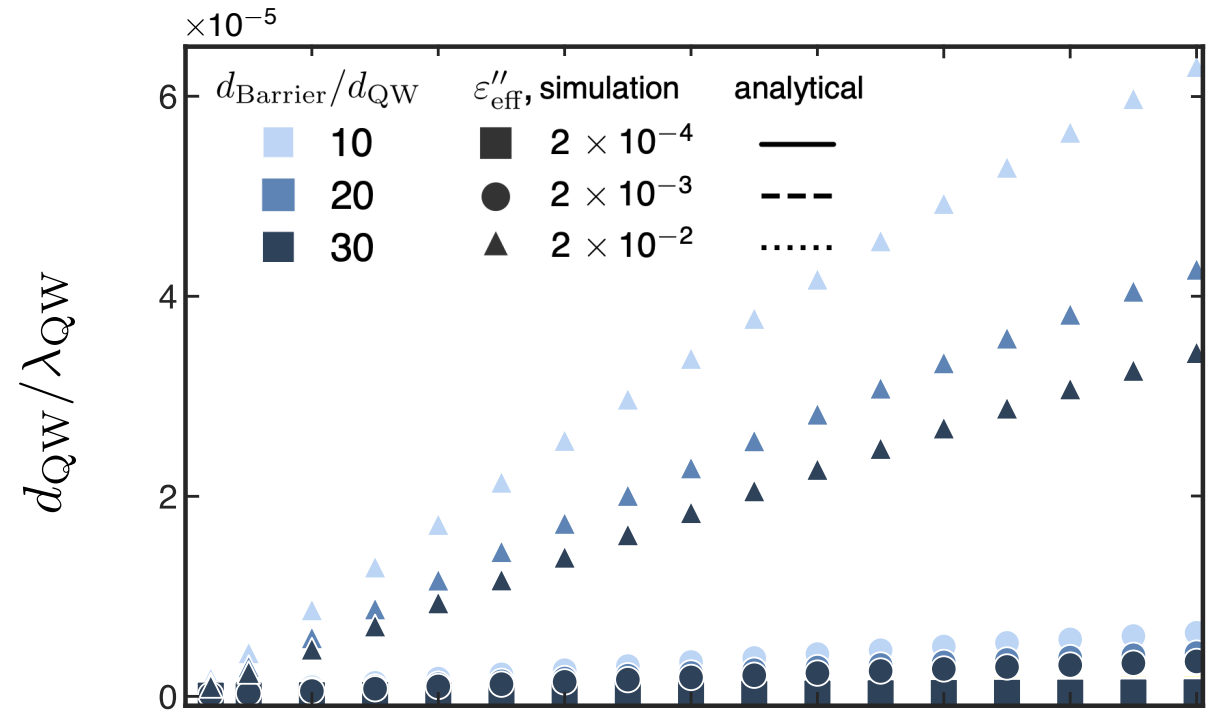 ×10⁻⁵
d_Barrier/d_QW ε″_eff, simulation analytical
10 2 × 10⁻⁴
20 2 × 10⁻³
30 2 × 10⁻²
6
4
2
0
d_QW/λ_QW